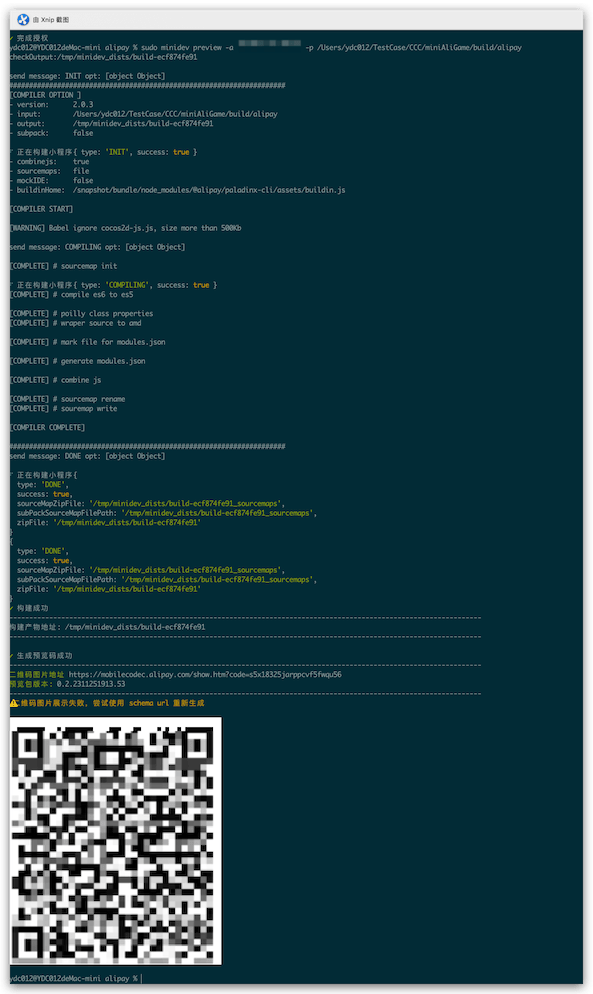 由 Xnip 截图
✓ 完成授权
ydc012@YDC012deMac-mini alipay % sudo minidev preview -a -p /Users/ydc012/TestCase/CCC/miniAliGame/build/alipay
checkOutput:/tmp/minidev_dists/build-ecf874fe91
send message: INIT opt: [object Object]
######################################################################
[COMPILER OPTION ]
- version: 2.0.3
- input: /Users/ydc012/TestCase/CCC/miniAliGame/build/alipay
- output: /tmp/minidev_dists/build-ecf874fe91
- subpack: false
正在构建小程序{ type: 'INIT', success: true }
- combinejs: true
- sourcemaps: file
- mockIDE: false
- buildinHome: /snapshot/bundle/node_modules/@alipay/paladinx-cli/assets/buildin.js
[COMPILER START]
[WARNING] Babel ignore cocos2d-js.js, size more than 500Kb
send message: COMPILING opt: [object Object]
[COMPLETE] # sourcemap init
正在构建小程序{ type: 'COMPILING', success: true }
[COMPLETE] # compile es6 to es5
[COMPLETE] # poilly class properties
[COMPLETE] # wraper source to amd
[COMPLETE] # mark file for modules.json
[COMPLETE] # generate modules.json
[COMPLETE] # combine js
[COMPLETE] # sourcemap rename
[COMPLETE] # souremap write
[COMPILER COMPLETE]
######################################################################
send message: DONE opt: [object Object]
正在构建小程序{
type: 'DONE',
success: true,
sourceMapZipFile: '/tmp/minidev_dists/build-ecf874fe91_sourcemaps',
subPackSourceMapFilePath: '/tmp/minidev_dists/build-ecf874fe91_sourcemaps',
zipFile: '/tmp/minidev_dists/build-ecf874fe91'
}
{
type: 'DONE',
success: true,
sourceMapZipFile: '/tmp/minidev_dists/build-ecf874fe91_sourcemaps',
subPackSourceMapFilePath: '/tmp/minidev_dists/build-ecf874fe91_sourcemaps',
zipFile: '/tmp/minidev_dists/build-ecf874fe91'
}
✓ 构建成功
构建产物地址: /tmp/minidev_dists/build-ecf874fe91
✓ 生成预览码成功
二维码图片地址 https://mobilecodec.alipay.com/show.htm?code=s5x18325jarppcvf5fwqu56
预览包版本: 0.2.2311251913.53
二维码图片展示失败, 尝试使用 schema url 重新生成
ydc012@YDC012deMac-mini alipay %